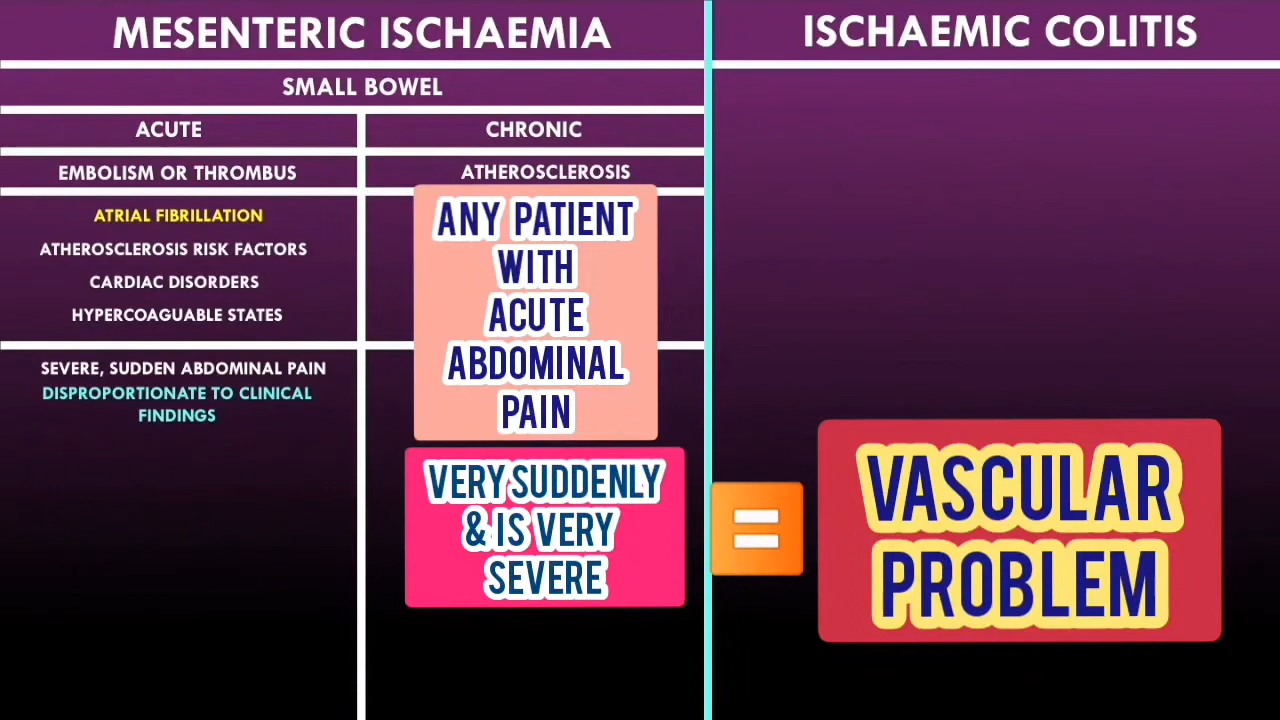 MESENTERIC ISCHAEMIA
ISCHAEMIC COLITIS
SMALL BOWEL
ACUTE
CHRONIC
EMBOLISM OR THROMBUS
ATHEROSCLEROSIS
ATRIAL FIBRILLATION
ATHEROSCLEROSIS RISK FACTORS
CARDIAC DISORDERS
HYPERCOAGUABLE STATES
SEVERE, SUDDEN ABDOMINAL PAIN
DISPROPORTIONATE TO CLINICAL
FINDINGS
ANY PATIENT
WITH
ACUTE
ABDOMINAL
PAIN
VERY SUDDENLY
& IS VERY
SEVERE
=
VASCULAR
PROBLEM